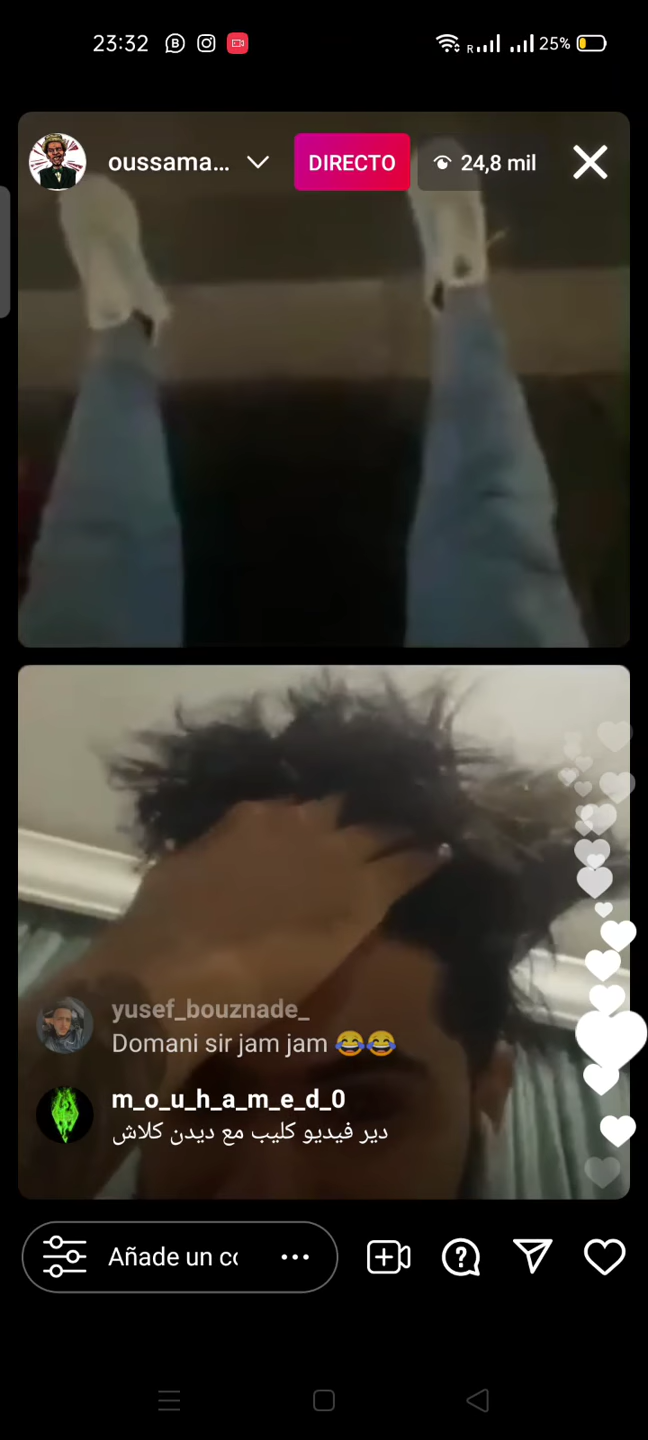 23:32
R
25%
oussama...
DIRECTO
24,8 mil
yusef_bouznade_
Domani sir jam jam 😂😂
m_o_u_h_a_m_e_d_0
دير فيديو كليب مع ديدن كلاش
Añade un co